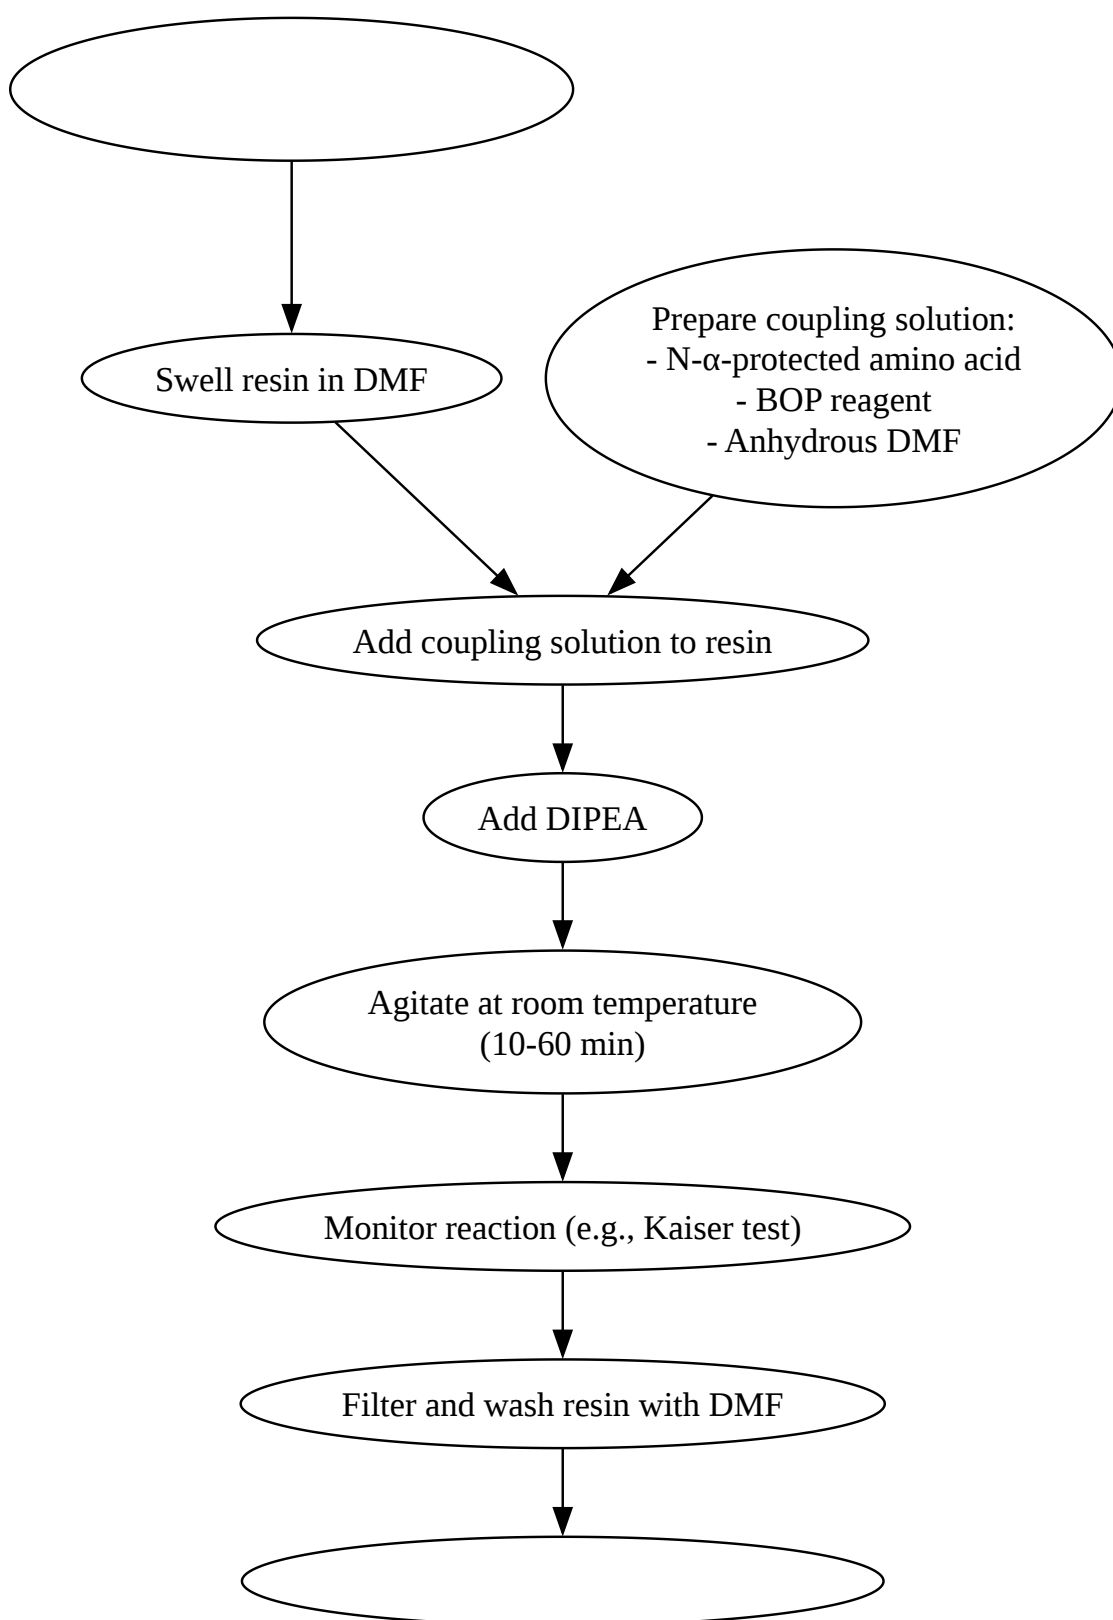 Swell resin in DMF
Prepare coupling solution:
- N-α-protected amino acid
- BOP reagent
- Anhydrous DMF
Add coupling solution to resin
Add DIPEA
Agitate at room temperature
(10-60 min)
Monitor reaction (e.g., Kaiser test)
Filter and wash resin with DMF